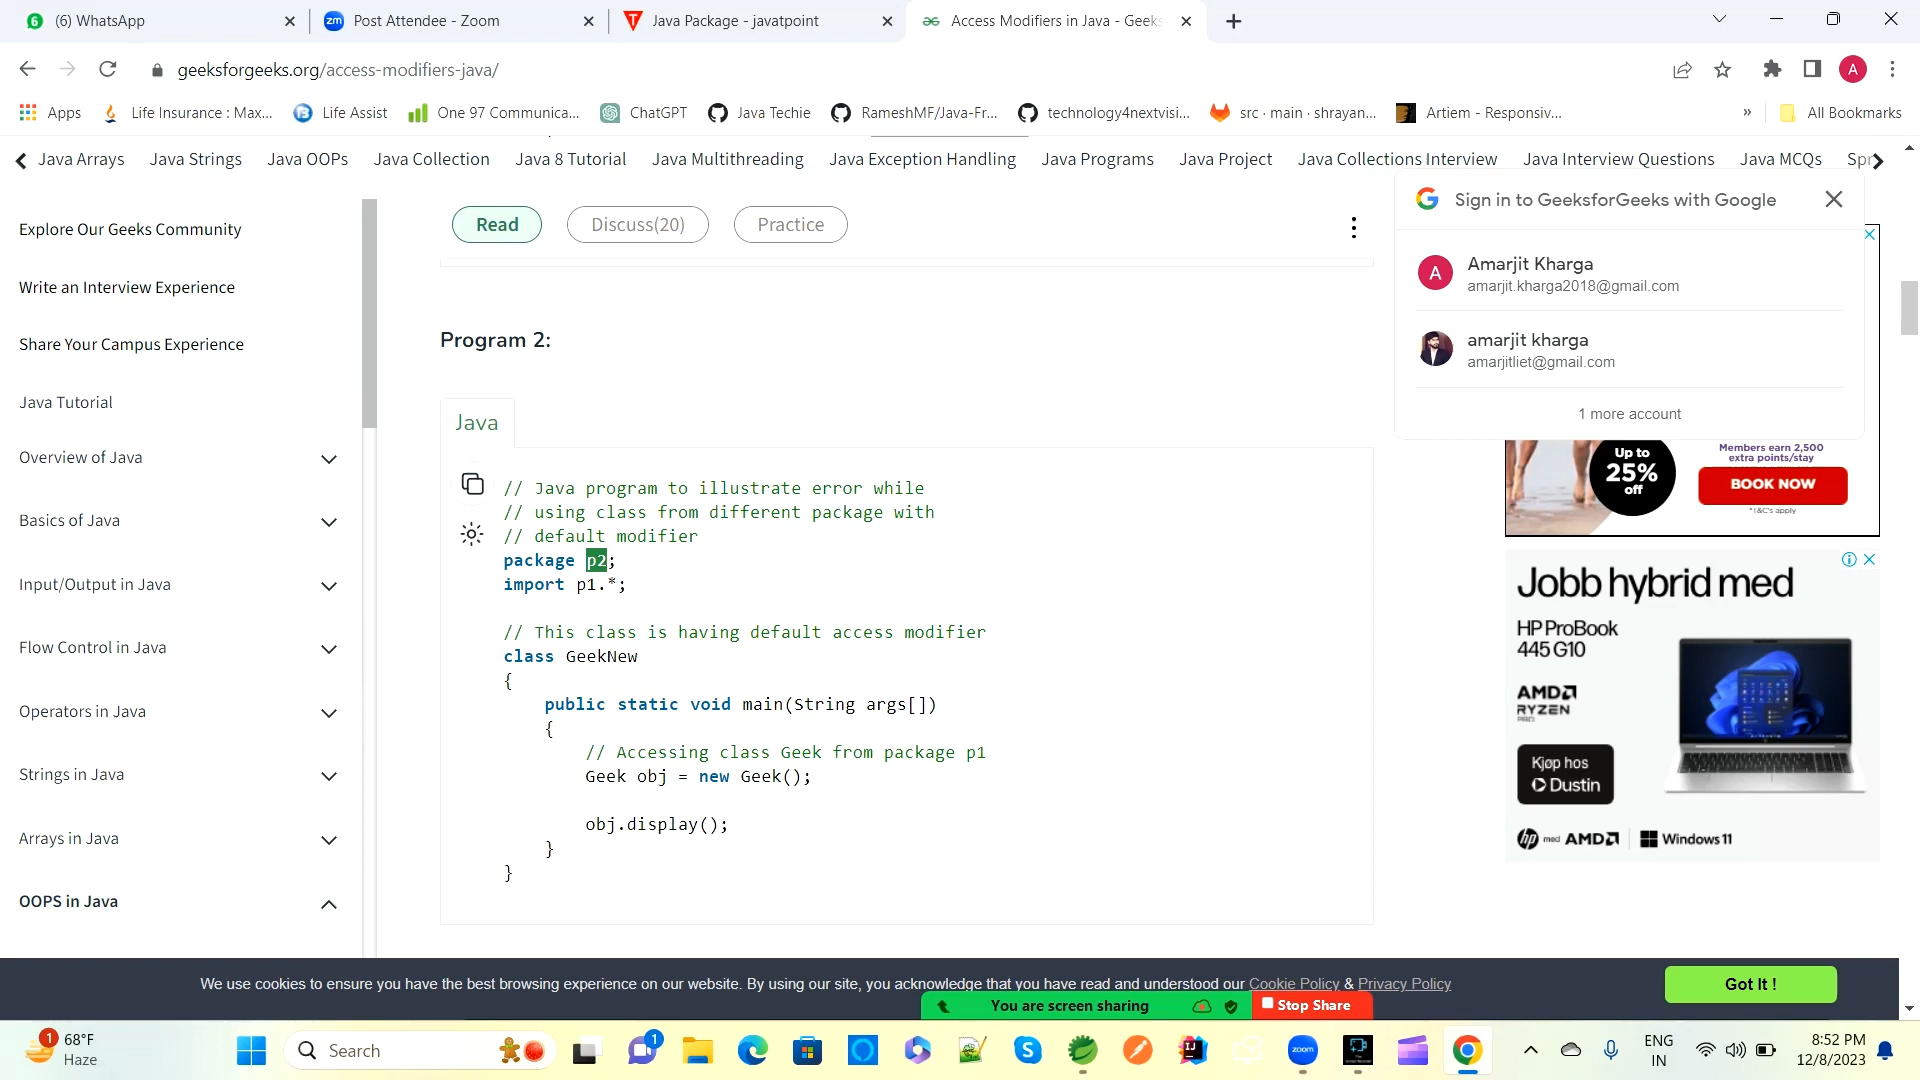 (6) WhatsApp
Post Attendee - Zoom
Java Package - javatpoint
Access Modifiers in Java - Geeks
geeksforgeeks.org/access-modifiers-java/
A
Apps
Life Insurance : Max...
Life Assist
One 97 Communica...
ChatGPT
Java Techie
RameshMF/Java-Fr...
technology4nextvisi...
src · main · shrayan...
Artiem - Responsiv...
»
All Bookmarks
Java Arrays
Java Strings
Java OOPs
Java Collection
Java 8 Tutorial
Java Multithreading
Java Exception Handling
Java Programs
Java Project
Java Collections Interview
Java Interview Questions
Java MCQs
Spr
Explore Our Geeks Community
Write an Interview Experience
Share Your Campus Experience
Java Tutorial
Overview of Java
Basics of Java
Input/Output in Java
Flow Control in Java
Operators in Java
Strings in Java
Arrays in Java
OOPS in Java
Read
Discuss(20)
Practice
Program 2:
Java
// Java program to illustrate error while
// using class from different package with
// default modifier
package p2;
import p1.*;
// This class is having default access modifier
class GeekNew
{
public static void main(String args[])
{
// Accessing class Geek from package p1
Geek obj = new Geek();
obj.display();
}
}
Sign in to GeeksforGeeks with Google
A
Amarjit Kharga
amarjit.kharga2018@gmail.com
amarjit kharga
amarjitliet@gmail.com
1 more account
Up to
25%
off
Members earn 2,500
extra points/stay
BOOK NOW
*T&C's apply
Jobb hybrid med
HP ProBook
445 G10
AMD
RYZEN
PRO
Kjøp hos
Dustin
hp med AMD
Windows 11
We use cookies to ensure you have the best browsing experience on our website. By using our site, you acknowledge that you have read and understood our Cookie Policy & Privacy Policy
Got It !
You are screen sharing
Stop Share
1
68°F
Haze
Search
1
zoom
ENG
IN
8:52 PM
12/8/2023